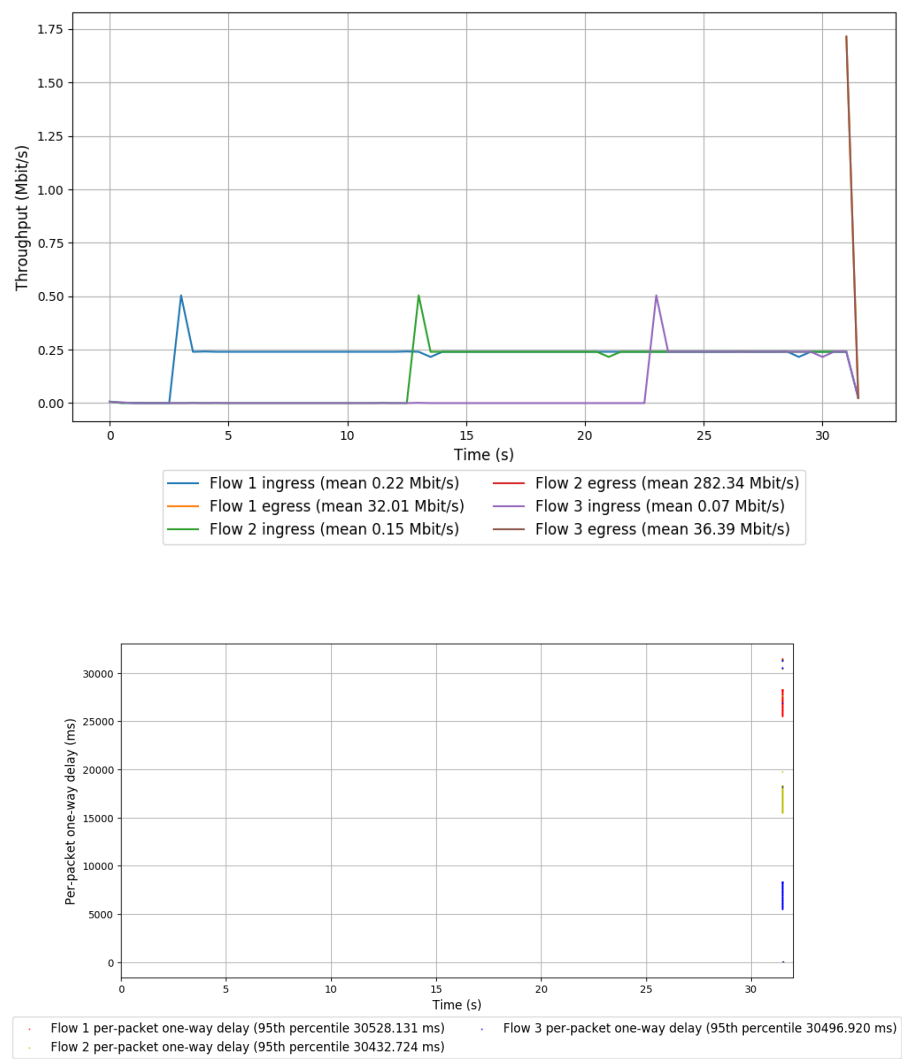 1.75
1.50
1.25
1.00
0.75
0.50
0.25
0.00
Throughput (Mbit/s)
0 5 10 15 20 25 30
Time (s)
Flow 1 ingress (mean 0.22 Mbit/s) Flow 2 egress (mean 282.34 Mbit/s)
Flow 1 egress (mean 32.01 Mbit/s) Flow 3 ingress (mean 0.07 Mbit/s)
Flow 2 ingress (mean 0.15 Mbit/s) Flow 3 egress (mean 36.39 Mbit/s)
30000
25000
20000
15000
10000
5000
0
Per-packet one-way delay (ms)
0 5 10 15 20 25 30
Time (s)
Flow 1 per-packet one-way delay (95th percentile 30528.131 ms) Flow 3 per-packet one-way delay (95th percentile 30496.920 ms)
Flow 2 per-packet one-way delay (95th percentile 30432.724 ms)